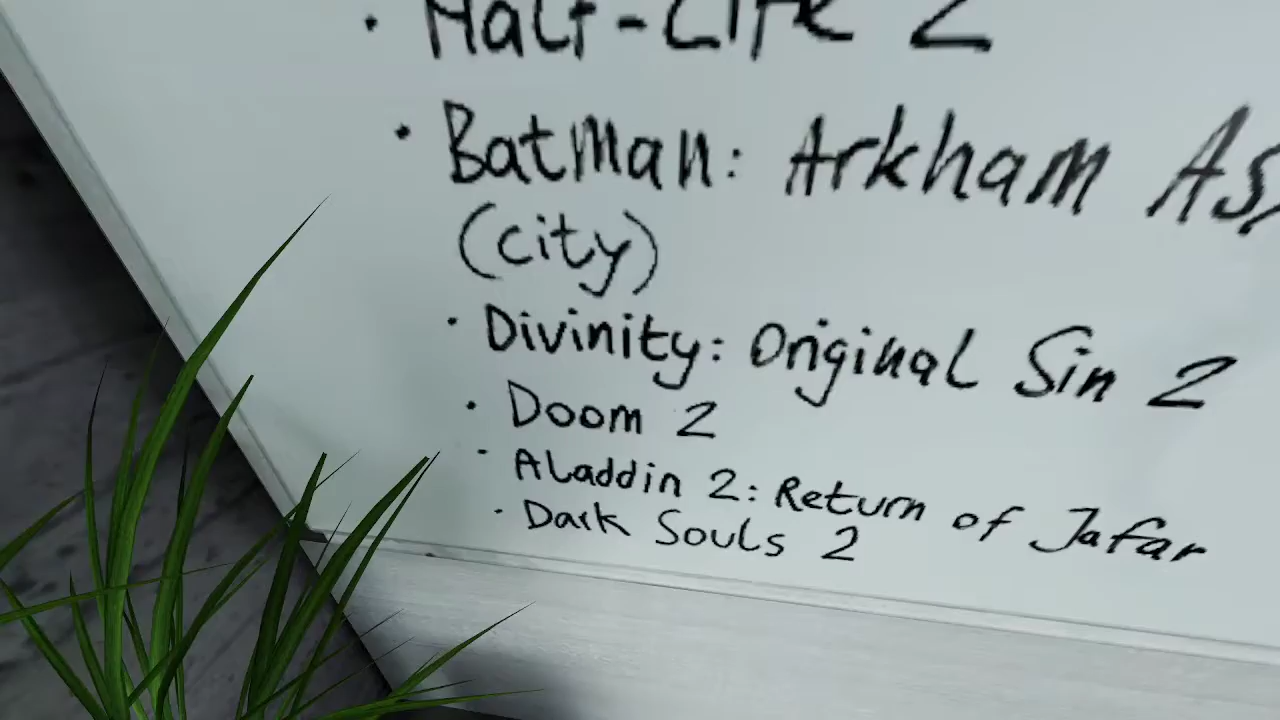 • Half-Life 2
• Batman: Arkham
(city)
• Divinity: Original Sin 2
• Doom 2
• Aladdin 2: Return of Jafar
• Dark Souls 2